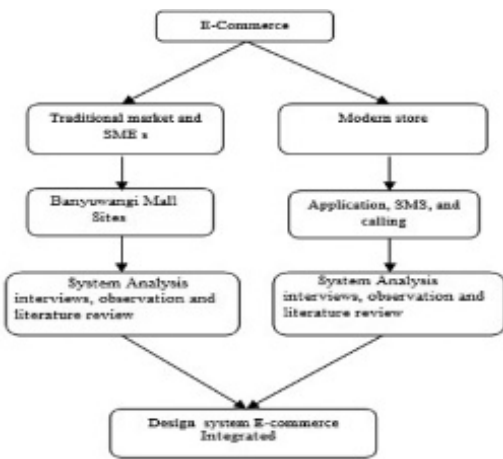 E-Commerce
Traditional market and
SME s
Modern store
Banyuwangi Mall
Sites
Application, SMS, and
calling
System Analysis
interviews, observation and
literature review
System Analysis
interviews, observation and
literature review
Design system E-commerce
Integrated